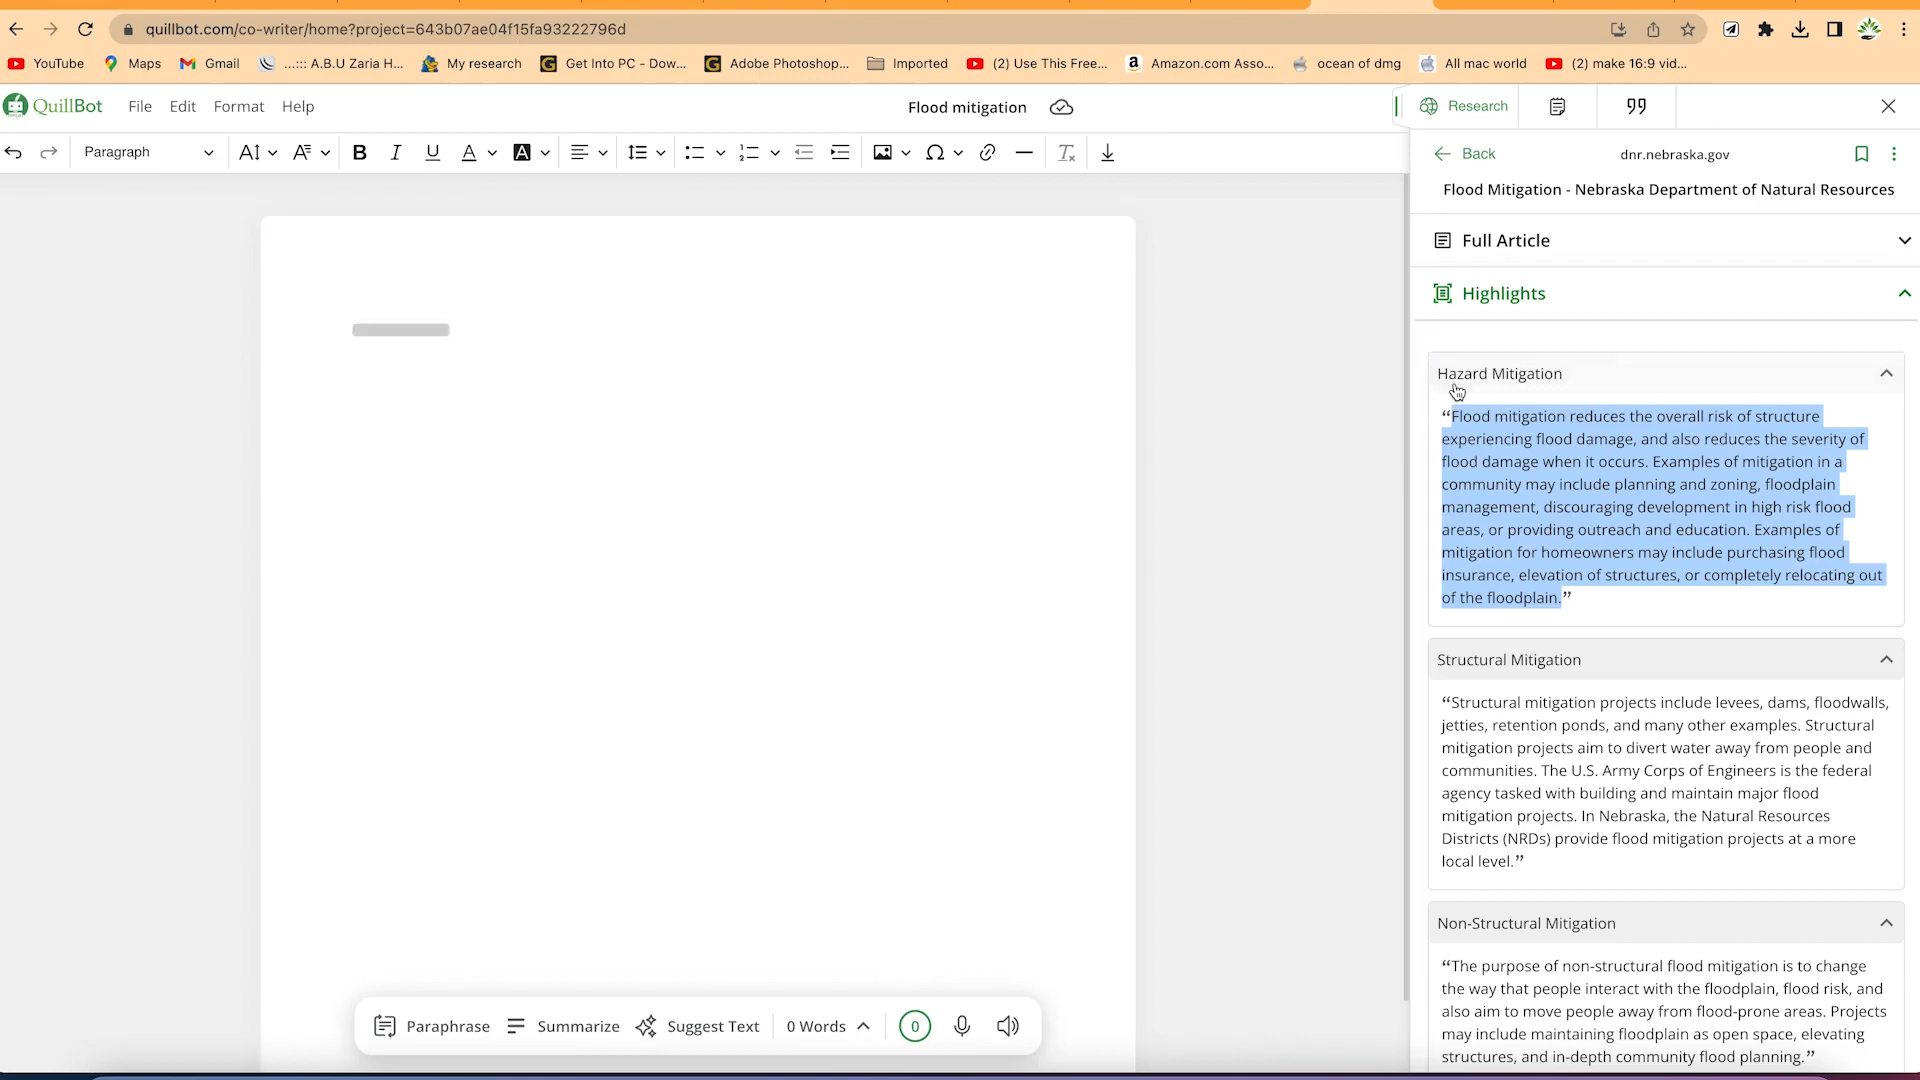 quillbot.com/co-writer/home?project=643b07ae04f15fa93222796d
YouTube
Maps
Gmail
...::: A.B.U Zaria H...
My research
Get Into PC - Dow...
Adobe Photoshop...
Imported
(2) Use This Free...
Amazon.com Asso...
ocean of dmg
All mac world
(2) make 16:9 vid...
QuillBot
File
Edit
Format
Help
Flood mitigation
Research
Paragraph
Back
dnr.nebraska.gov
Flood Mitigation - Nebraska Department of Natural Resources
Full Article
Highlights
Hazard Mitigation
“Flood mitigation reduces the overall risk of structure
experiencing flood damage, and also reduces the severity of
flood damage when it occurs. Examples of mitigation in a
community may include planning and zoning, floodplain
management, discouraging development in high risk flood
areas, or providing outreach and education. Examples of
mitigation for homeowners may include purchasing flood
insurance, elevation of structures, or completely relocating out
of the floodplain.”
Structural Mitigation
“Structural mitigation projects include levees, dams, floodwalls,
jetties, retention ponds, and many other examples. Structural
mitigation projects aim to divert water away from people and
communities. The U.S. Army Corps of Engineers is the federal
agency tasked with building and maintain major flood
mitigation projects. In Nebraska, the Natural Resources
Districts (NRDs) provide flood mitigation projects at a more
local level.”
Non-Structural Mitigation
“The purpose of non-structural flood mitigation is to change
the way that people interact with the floodplain, flood risk, and
also aim to move people away from flood-prone areas. Projects
may include maintaining floodplain as open space, elevating
structures, and in-depth community flood planning.”
Paraphrase
Summarize
Suggest Text
0 Words
0